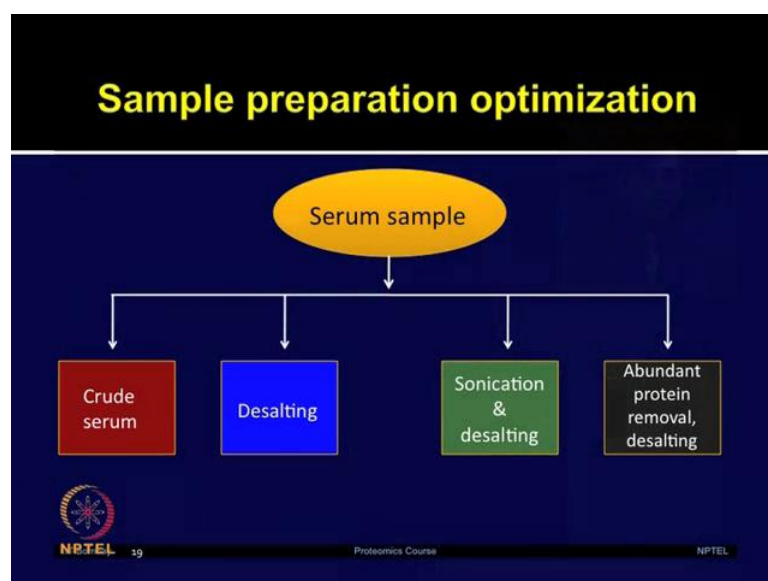 Sample preparation optimization
Serum sample
Crude
serum
Desalting
Sonication
&
desalting
Abundant
protein
removal,
desalting
NPTEL
19
Proteomics Course
NPTEL